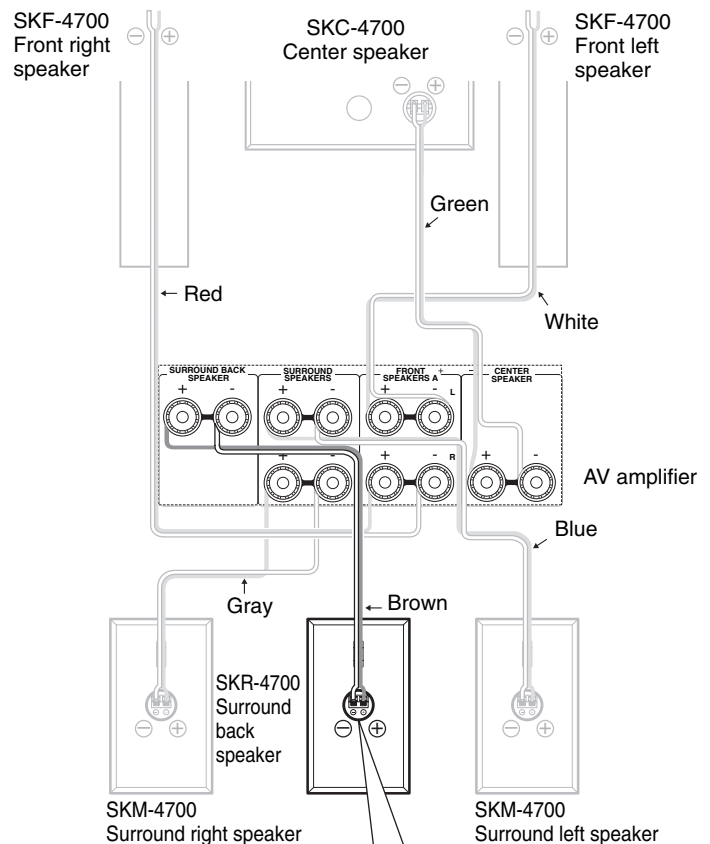 SKF-4700
Front right
speaker
SKC-4700
Center speaker
SKF-4700
Front left
speaker
− +
− +
− +
Green
Red
White
SURROUND BACK
SPEAKER
SURROUND
SPEAKERS
FRONT
SPEAKERS A
CENTER
SPEAKER
+ −
+ - + - + - L
+ - + - R + -
AV amplifier
Blue
Gray
Brown
SKR-4700
Surround
back
speaker
− +
− +
− +
SKM-4700
Surround right speaker
SKM-4700
Surround left speaker